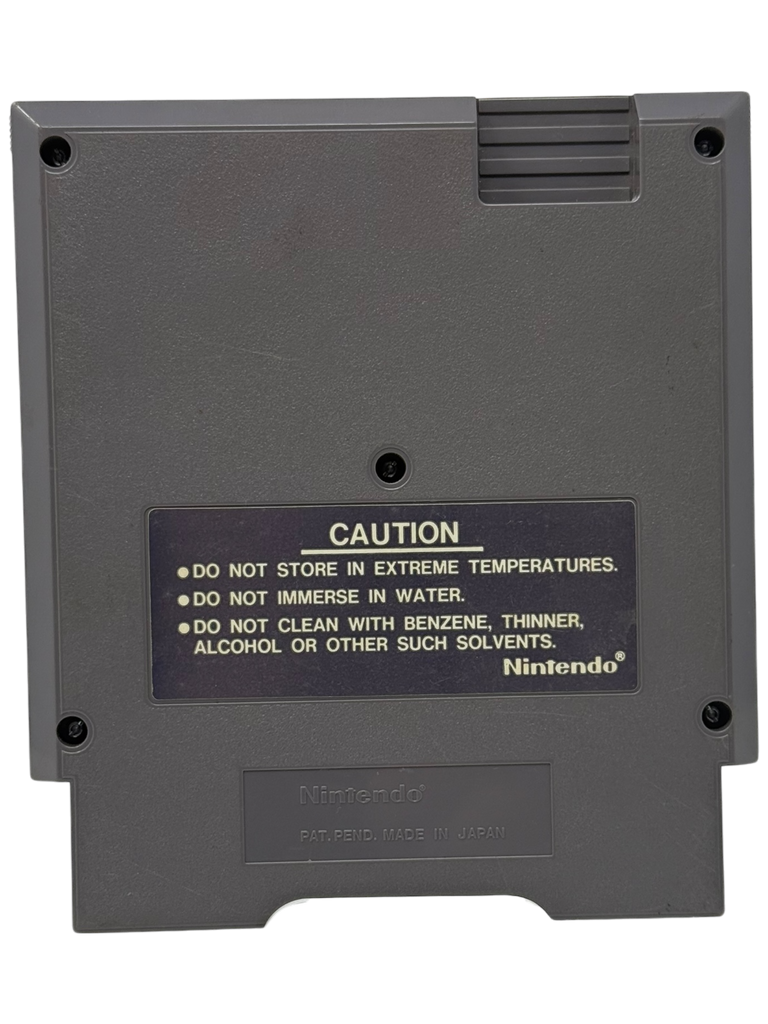 CAUTION
●DO NOT STORE IN EXTREME TEMPERATURES.
●DO NOT IMMERSE IN WATER.
●DO NOT CLEAN WITH BENZENE, THINNER,
ALCOHOL OR OTHER SUCH SOLVENTS.
Nintendo®
Nintendo®
PAT. PEND. MADE IN JAPAN